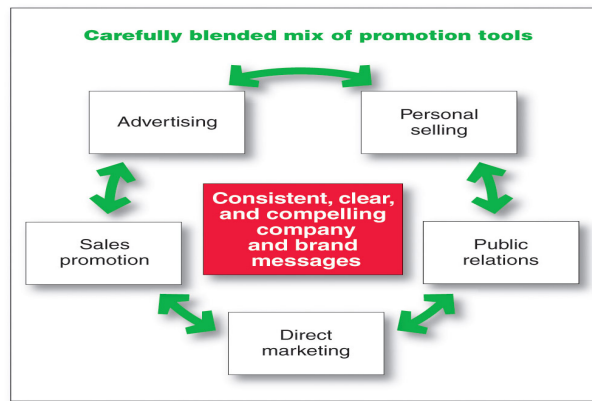 Carefully blended mix of promotion tools
Advertising
Personal
selling
Consistent, clear,
and compelling
company
and brand
messages
Sales
promotion
Public
relations
Direct
marketing